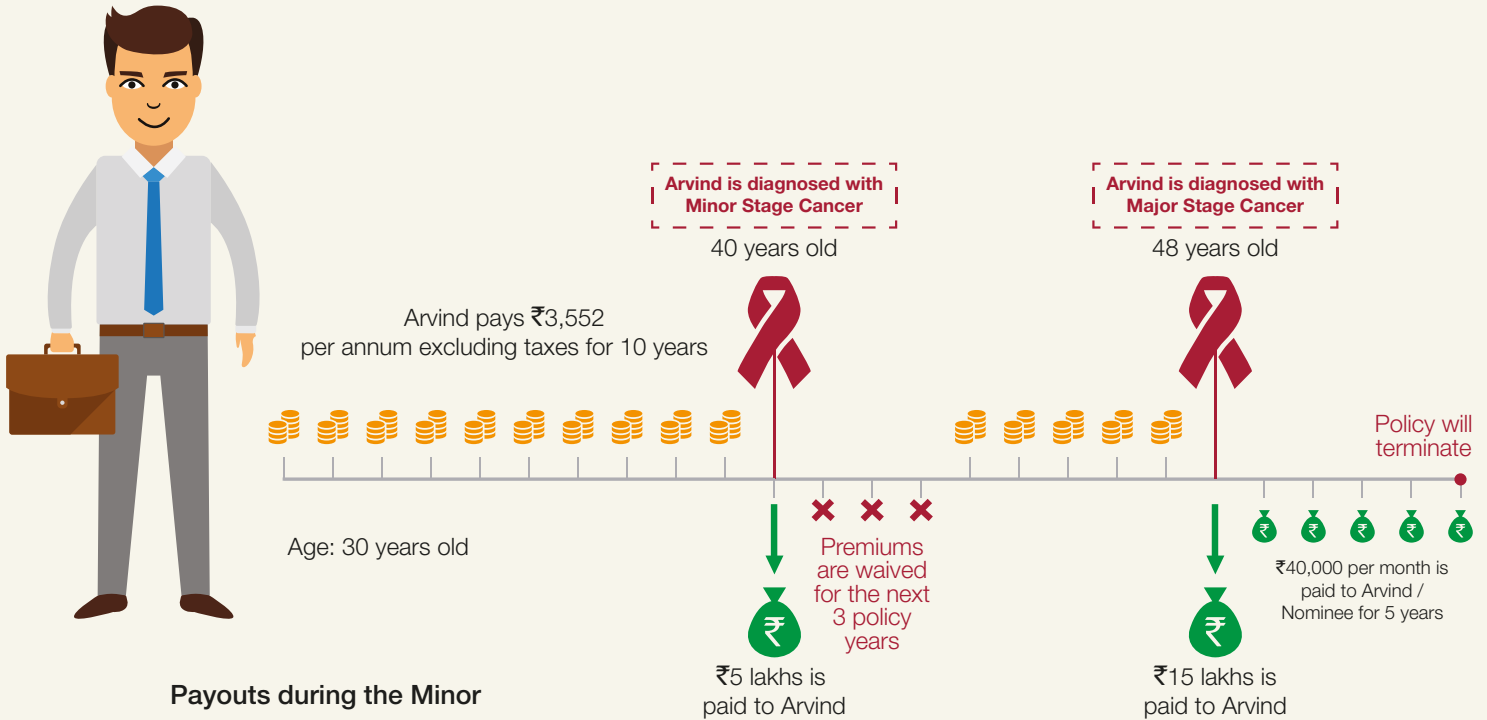 Arvind is diagnosed with
Minor Stage Cancer
40 years old
Arvind is diagnosed with
Major Stage Cancer
48 years old
Arvind pays ₹3,552
per annum excluding taxes for 10 years
Policy will
terminate
Age: 30 years old
Premiums
are waived
for the next
3 policy
years
₹
₹
₹
₹
₹
₹40,000 per month is
paid to Arvind /
Nominee for 5 years
₹
₹5 lakhs is
paid to Arvind
₹
₹15 lakhs is
paid to Arvind
Payouts during the Minor